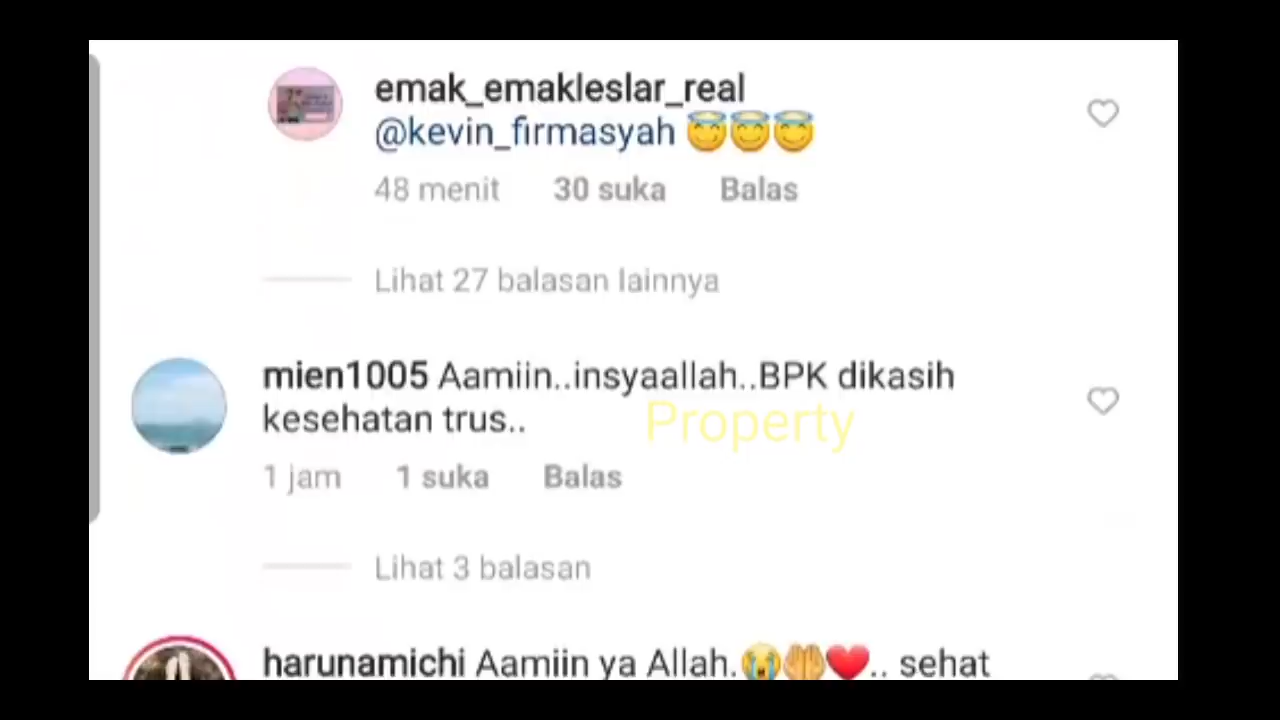 emak_emakleslar_real
@kevin_firmasyah 😇😇😇
48 menit 30 suka Balas
Lihat 27 balasan lainnya
mien1005 Aamiin..insyaallah..BPK dikasih
kesehatan trus..
Property
1 jam 1 suka Balas
Lihat 3 balasan
harunamichi Aamiin ya Allah.😭🤲❤️.. sehat